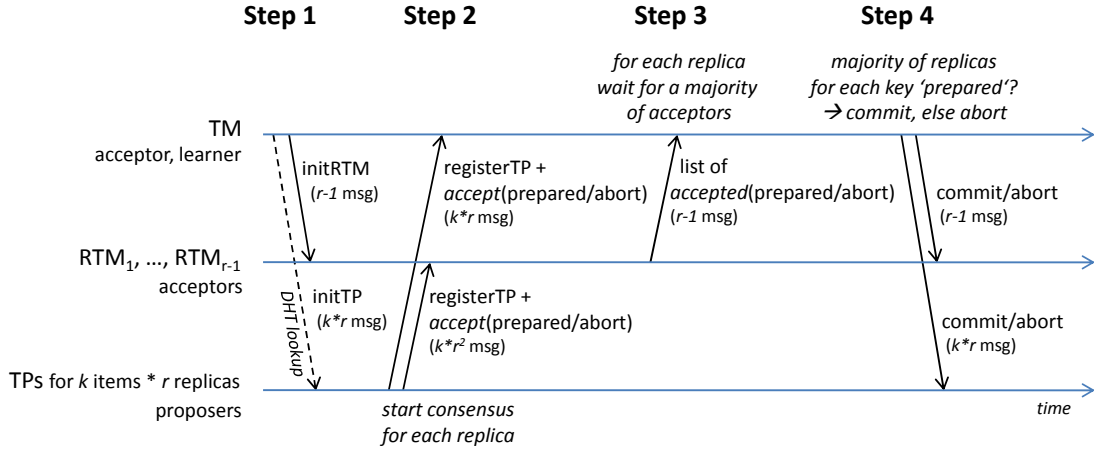 Step 1
Step 2
Step 3
Step 4
for each replica
wait for a majority
of acceptors
majority of replicas
for each key ‘prepared‘?
→ commit, else abort
TM
acceptor, learner
initRTM
(r-1 msg)
registerTP +
accept(prepared/abort)
(k*r msg)
list of
accepted(prepared/abort)
(r-1 msg)
commit/abort
(r-1 msg)
RTM₁, ..., RTMᵣ₋₁
acceptors
DHT lookup
initTP
(k*r msg)
registerTP +
accept(prepared/abort)
(k*r² msg)
commit/abort
(k*r msg)
TPs for k items * r replicas
proposers
start consensus
for each replica
time